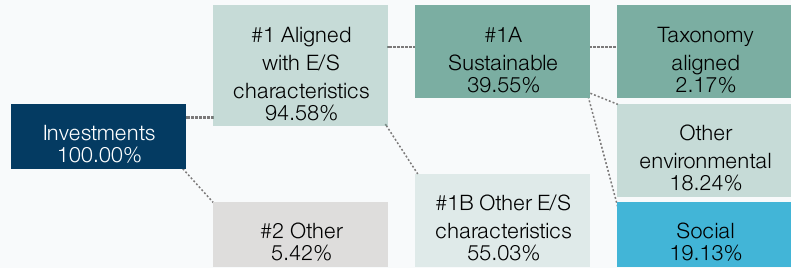 Investments
100.00%
#1 Aligned
with E/S
characteristics
94.58%
#2 Other
5.42%
#1A
Sustainable
39.55%
#1B Other E/S
characteristics
55.03%
Taxonomy
aligned
2.17%
Other
environmental
18.24%
Social
19.13%